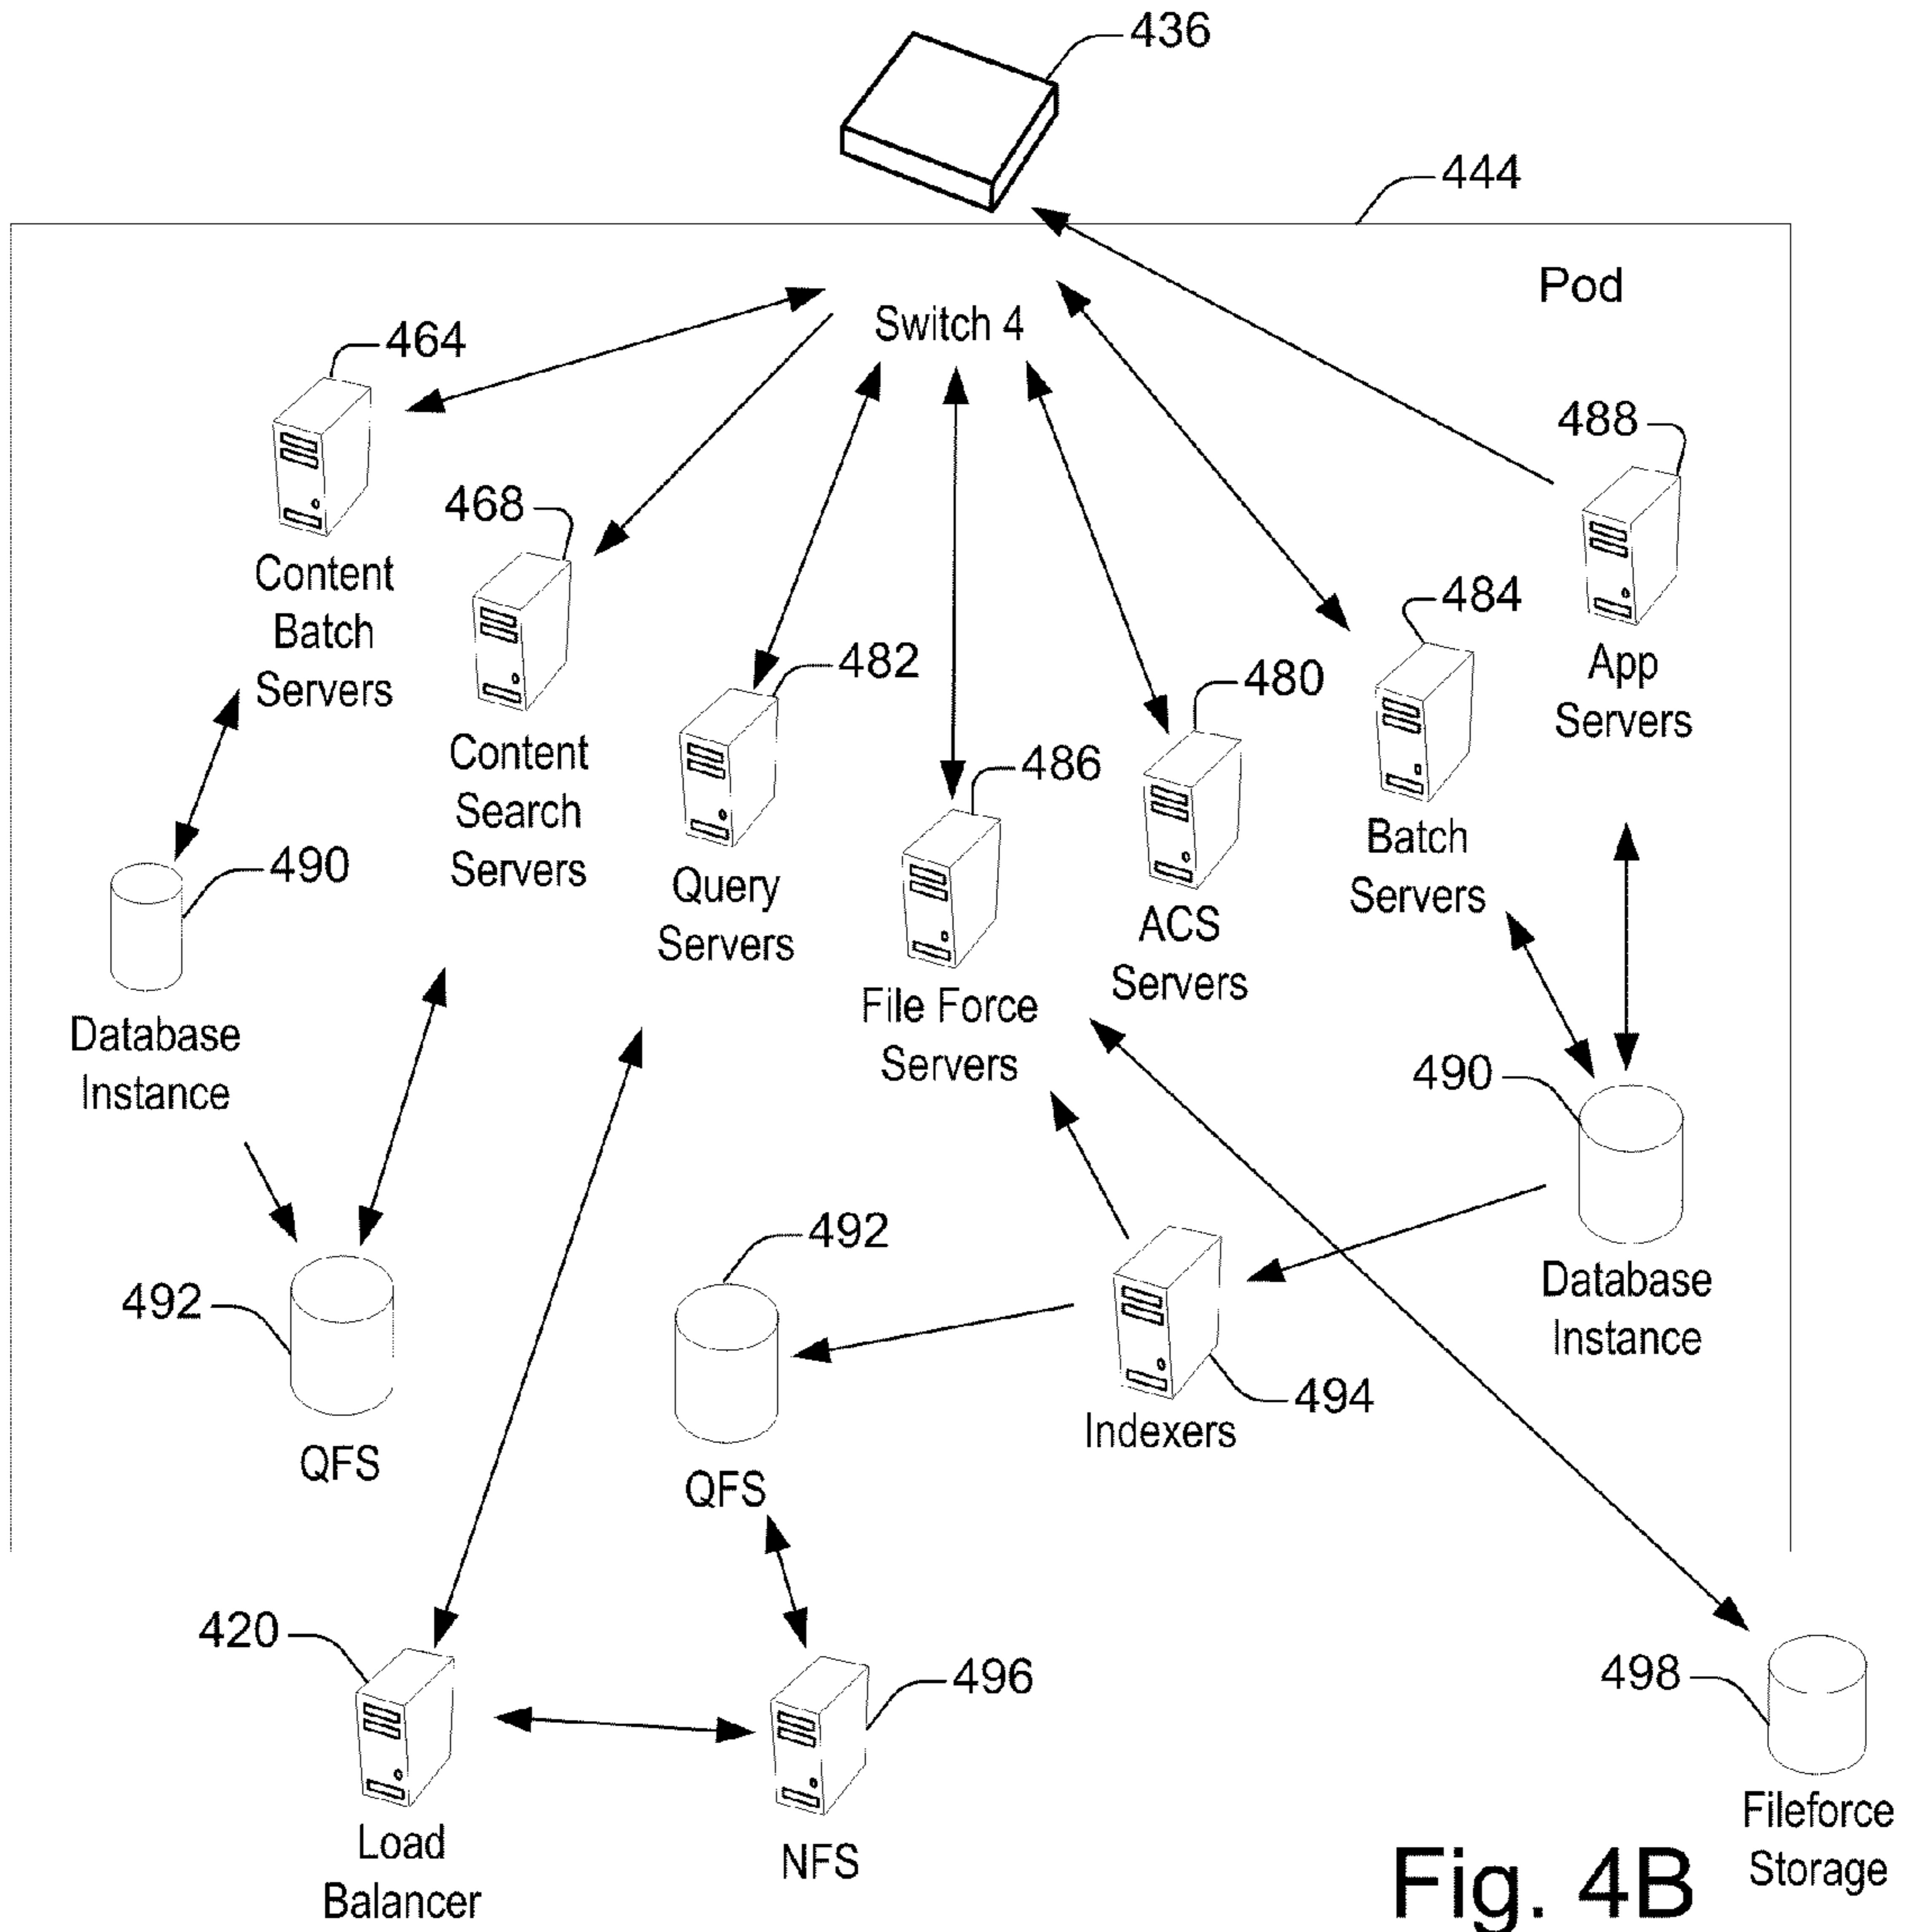 436
444
Pod
Switch 4
464
Content
Batch
Servers
468
Content
Search
Servers
482
Query
Servers
486
File Force
Servers
480
ACS
Servers
484
Batch
Servers
488
App
Servers
490
Database
Instance
490
Database
Instance
492
QFS
492
QFS
494
Indexers
420
Load
Balancer
496
NFS
498
Fileforce
Storage
Fig. 4B